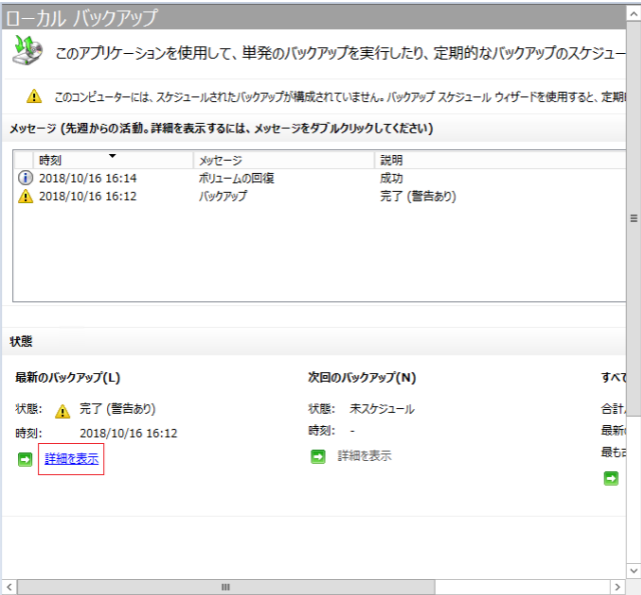 ローカル バックアップ
このアプリケーションを使用して、単発のバックアップを実行したり、定期的なバックアップのスケジュー
このコンピューターには、スケジュールされたバックアップが構成されていません。バックアップ スケジュール ウィザードを使用すると、定期
メッセージ (先週からの活動。詳細を表示するには、メッセージをダブルクリックしてください)
時刻 メッセージ 説明
2018/10/16 16:14 ボリュームの回復 成功
2018/10/16 16:12 バックアップ 完了 (警告あり)
状態
最新のバックアップ(L) 次回のバックアップ(N) すべて
状態: 完了 (警告あり) 状態: 未スケジュール 合計
時刻: 2018/10/16 16:12 時刻: - 最新
詳細を表示 詳細を表示 最も